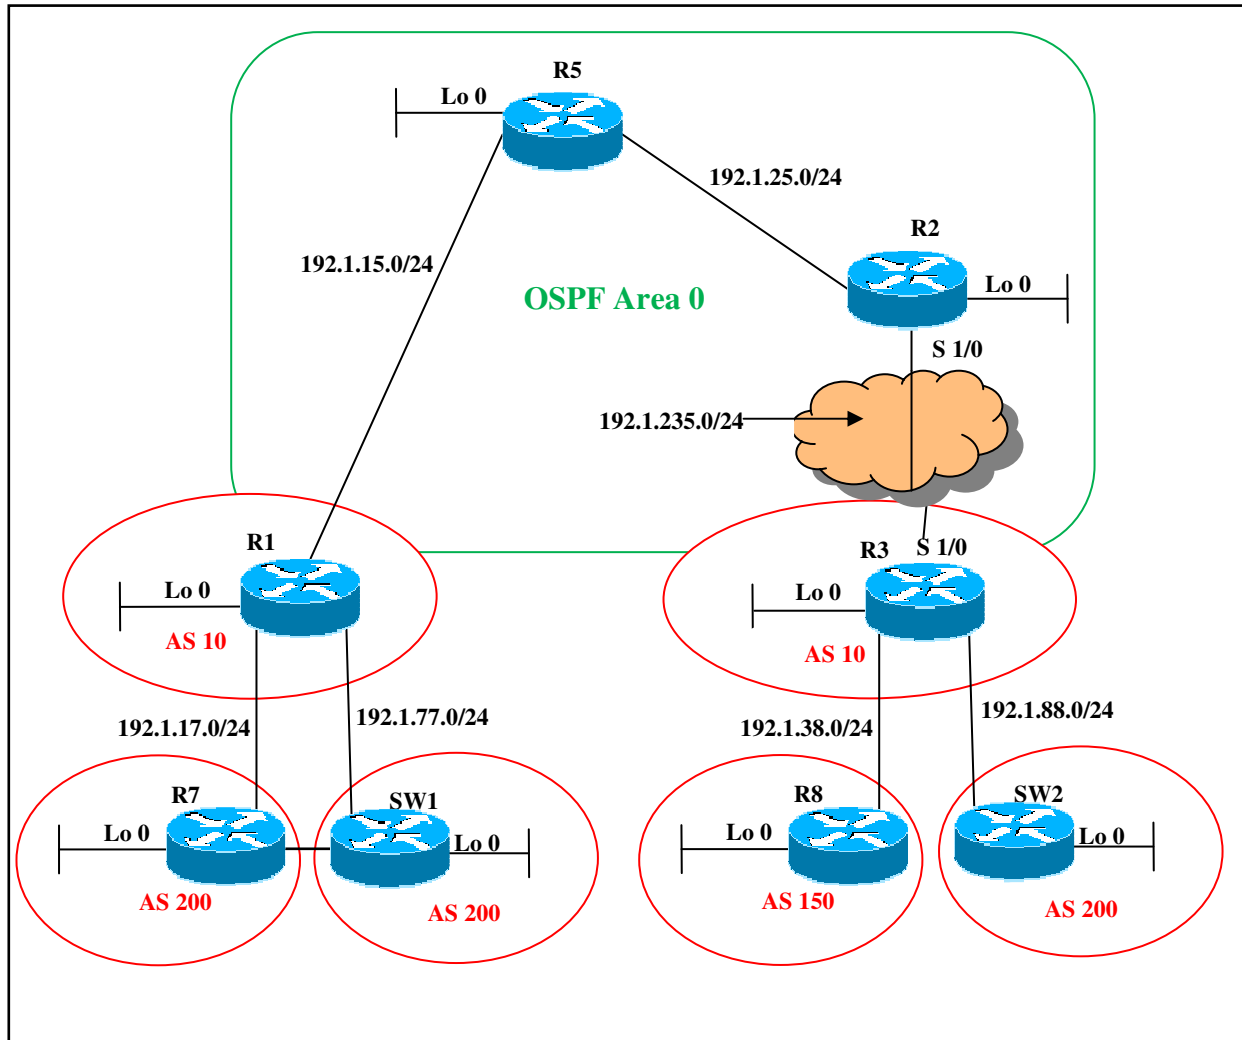 R5
Lo 0
192.1.25.0/24
R2
192.1.15.0/24
Lo 0
OSPF Area 0
S 1/0
192.1.235.0/24
R1
R3
S 1/0
Lo 0
Lo 0
AS 10
AS 10
192.1.17.0/24
192.1.77.0/24
192.1.38.0/24
192.1.88.0/24
R7
SW1
R8
SW2
Lo 0
Lo 0
Lo 0
Lo 0
AS 200
AS 200
AS 150
AS 200